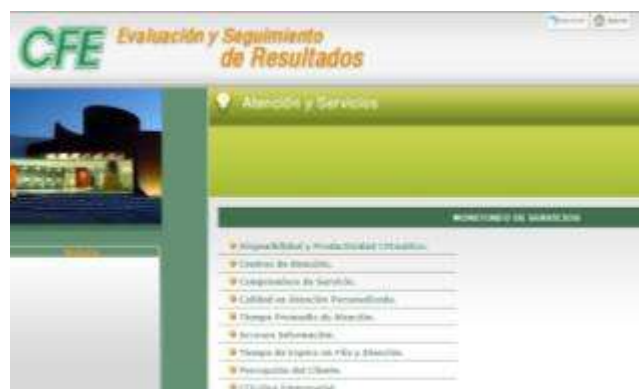 CFE
Evaluación y Seguimiento
de Resultados
Atención y Servicios
MONITOREO DE SERVICIOS
Disponibilidad y Productividad CFEmático.
Centros de Atención.
Compromisos de Servicio.
Calidad en Atención Personalizada.
Tiempo Promedio de Atención.
Accesos Información.
Tiempo de Espera en Fila y Atención.
Percepción del Cliente.